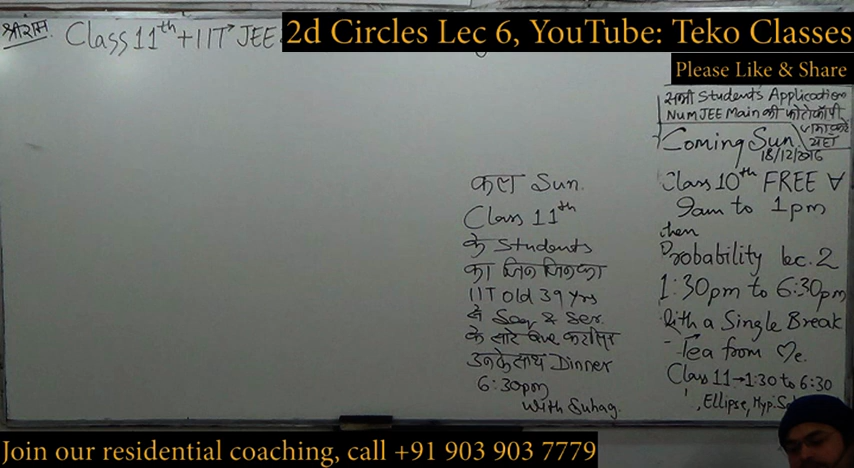 श्रीराम Class 11th + IIT JEE
2d Circles Lec 6, YouTube: Teko Classes
Please Like & Share
सभी Students Application
Num JEE Main की फोटोकॉपी
Coming Sun.
18/12/2016
Class 10th FREE ∀
9am to 1pm
then
Probability Lec. 2
1:30pm to 6:30pm
With a Single Break
- Tea from Me.
Class 11→1:30 to 6:30
, Ellipse, Hyp.
कल Sun.
Class 11th
के Students
का जिन जिनका
IIT old 39 yrs
से & Ser.
के सारे Que
उनके साथ Dinner
6:30pm
with Suhag.
Join our residential coaching, call +91 903 903 7779